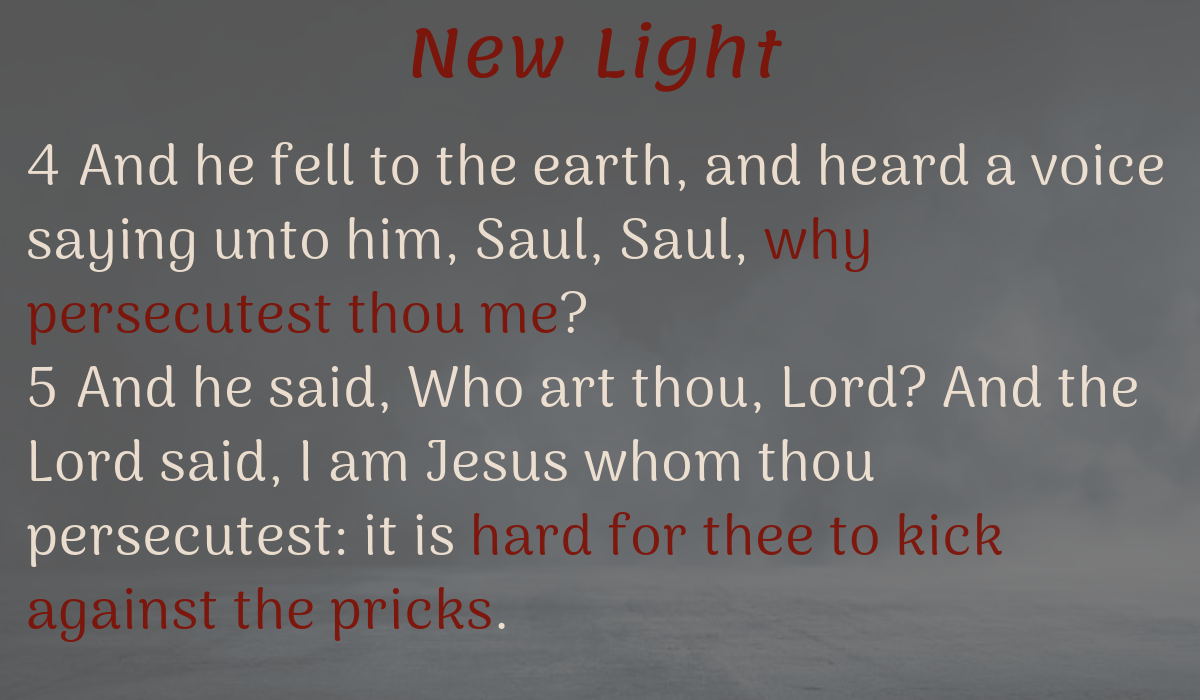 New Light
4 And he fell to the earth, and heard a voice
saying unto him, Saul, Saul, why
persecutest thou me?
5 And he said, Who art thou, Lord? And the
Lord said, I am Jesus whom thou
persecutest: it is hard for thee to kick
against the pricks.